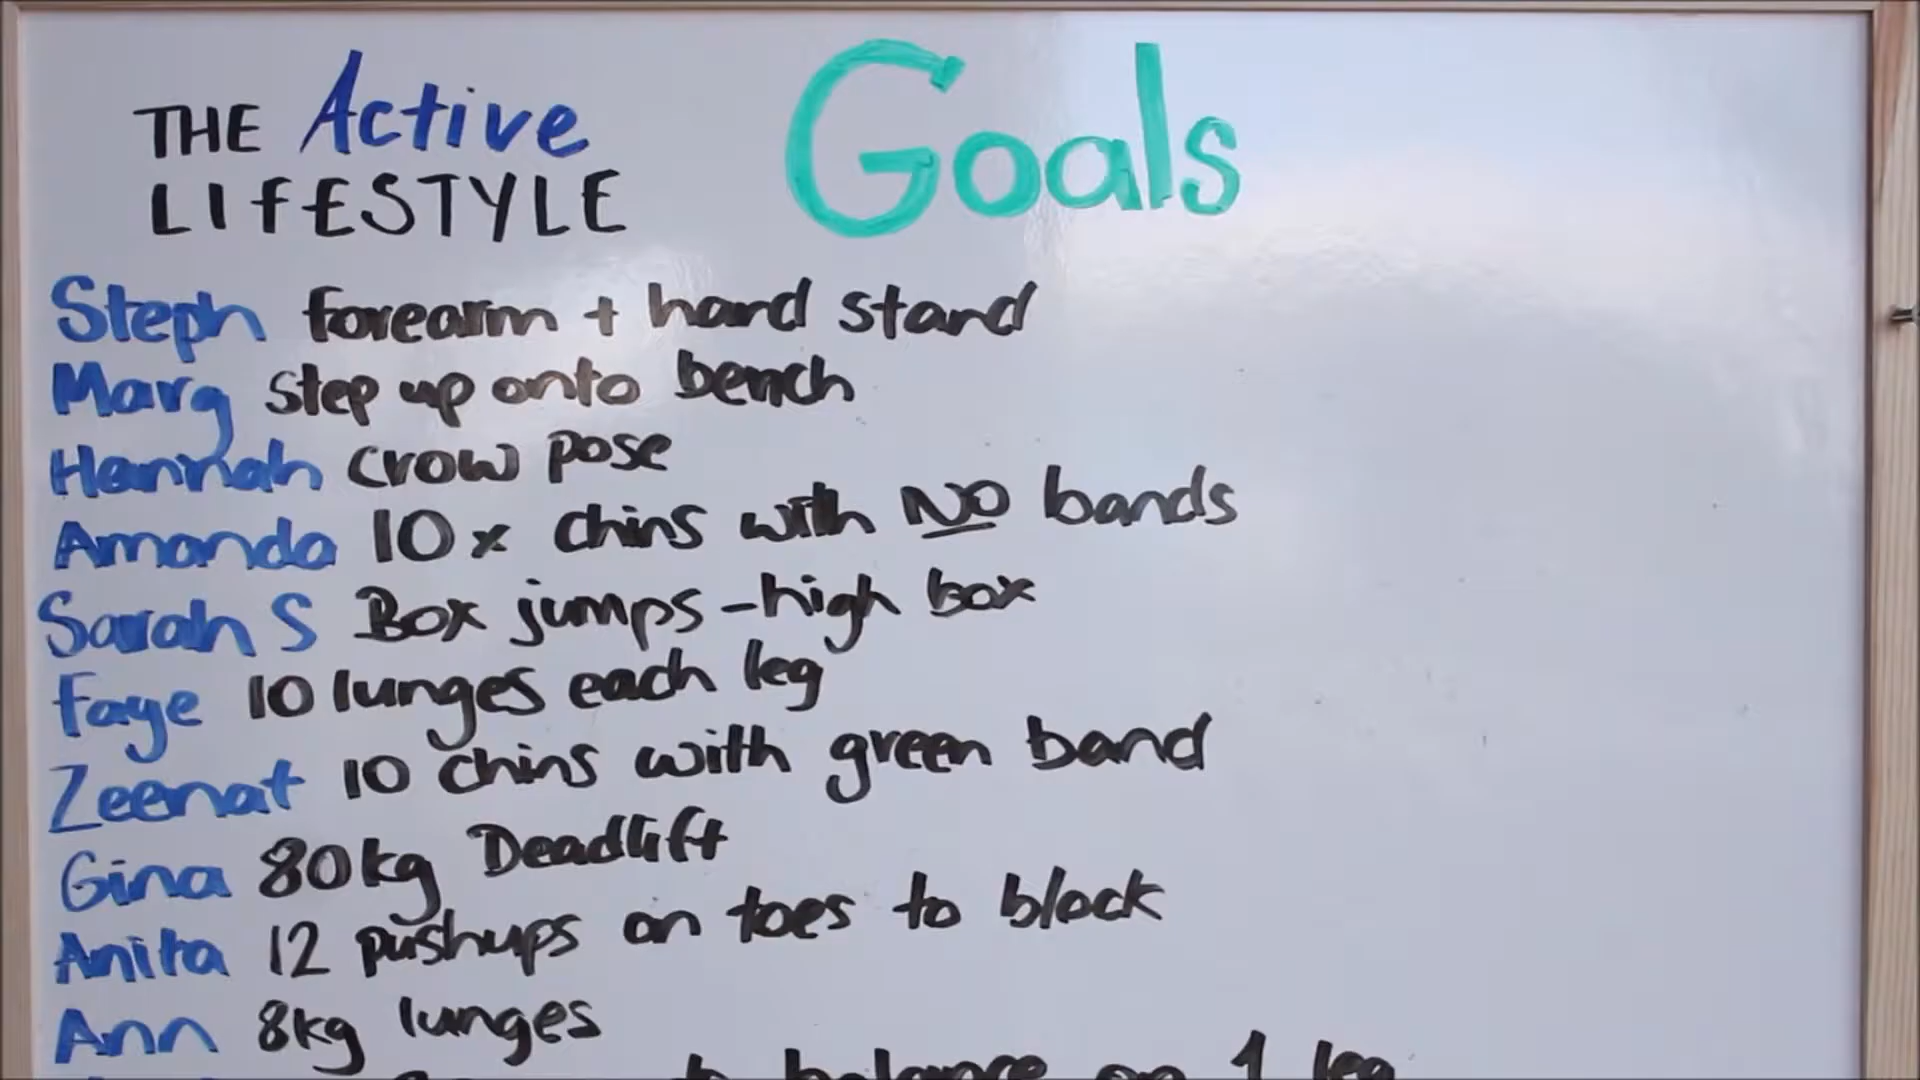 THE Active
LIFESTYLE
Goals
Steph forearm + hand stand
Marg Step up onto bench
Hannah crow pose
Amanda 10 x chins with NO bands
Sarah S Box jumps - high box
Faye 10 lunges each leg
Zeenat 10 chins with green band
Gina 80kg Deadlift
Anita 12 pushups on toes to block
Ann 8kg lunges
to balance on 1 leg